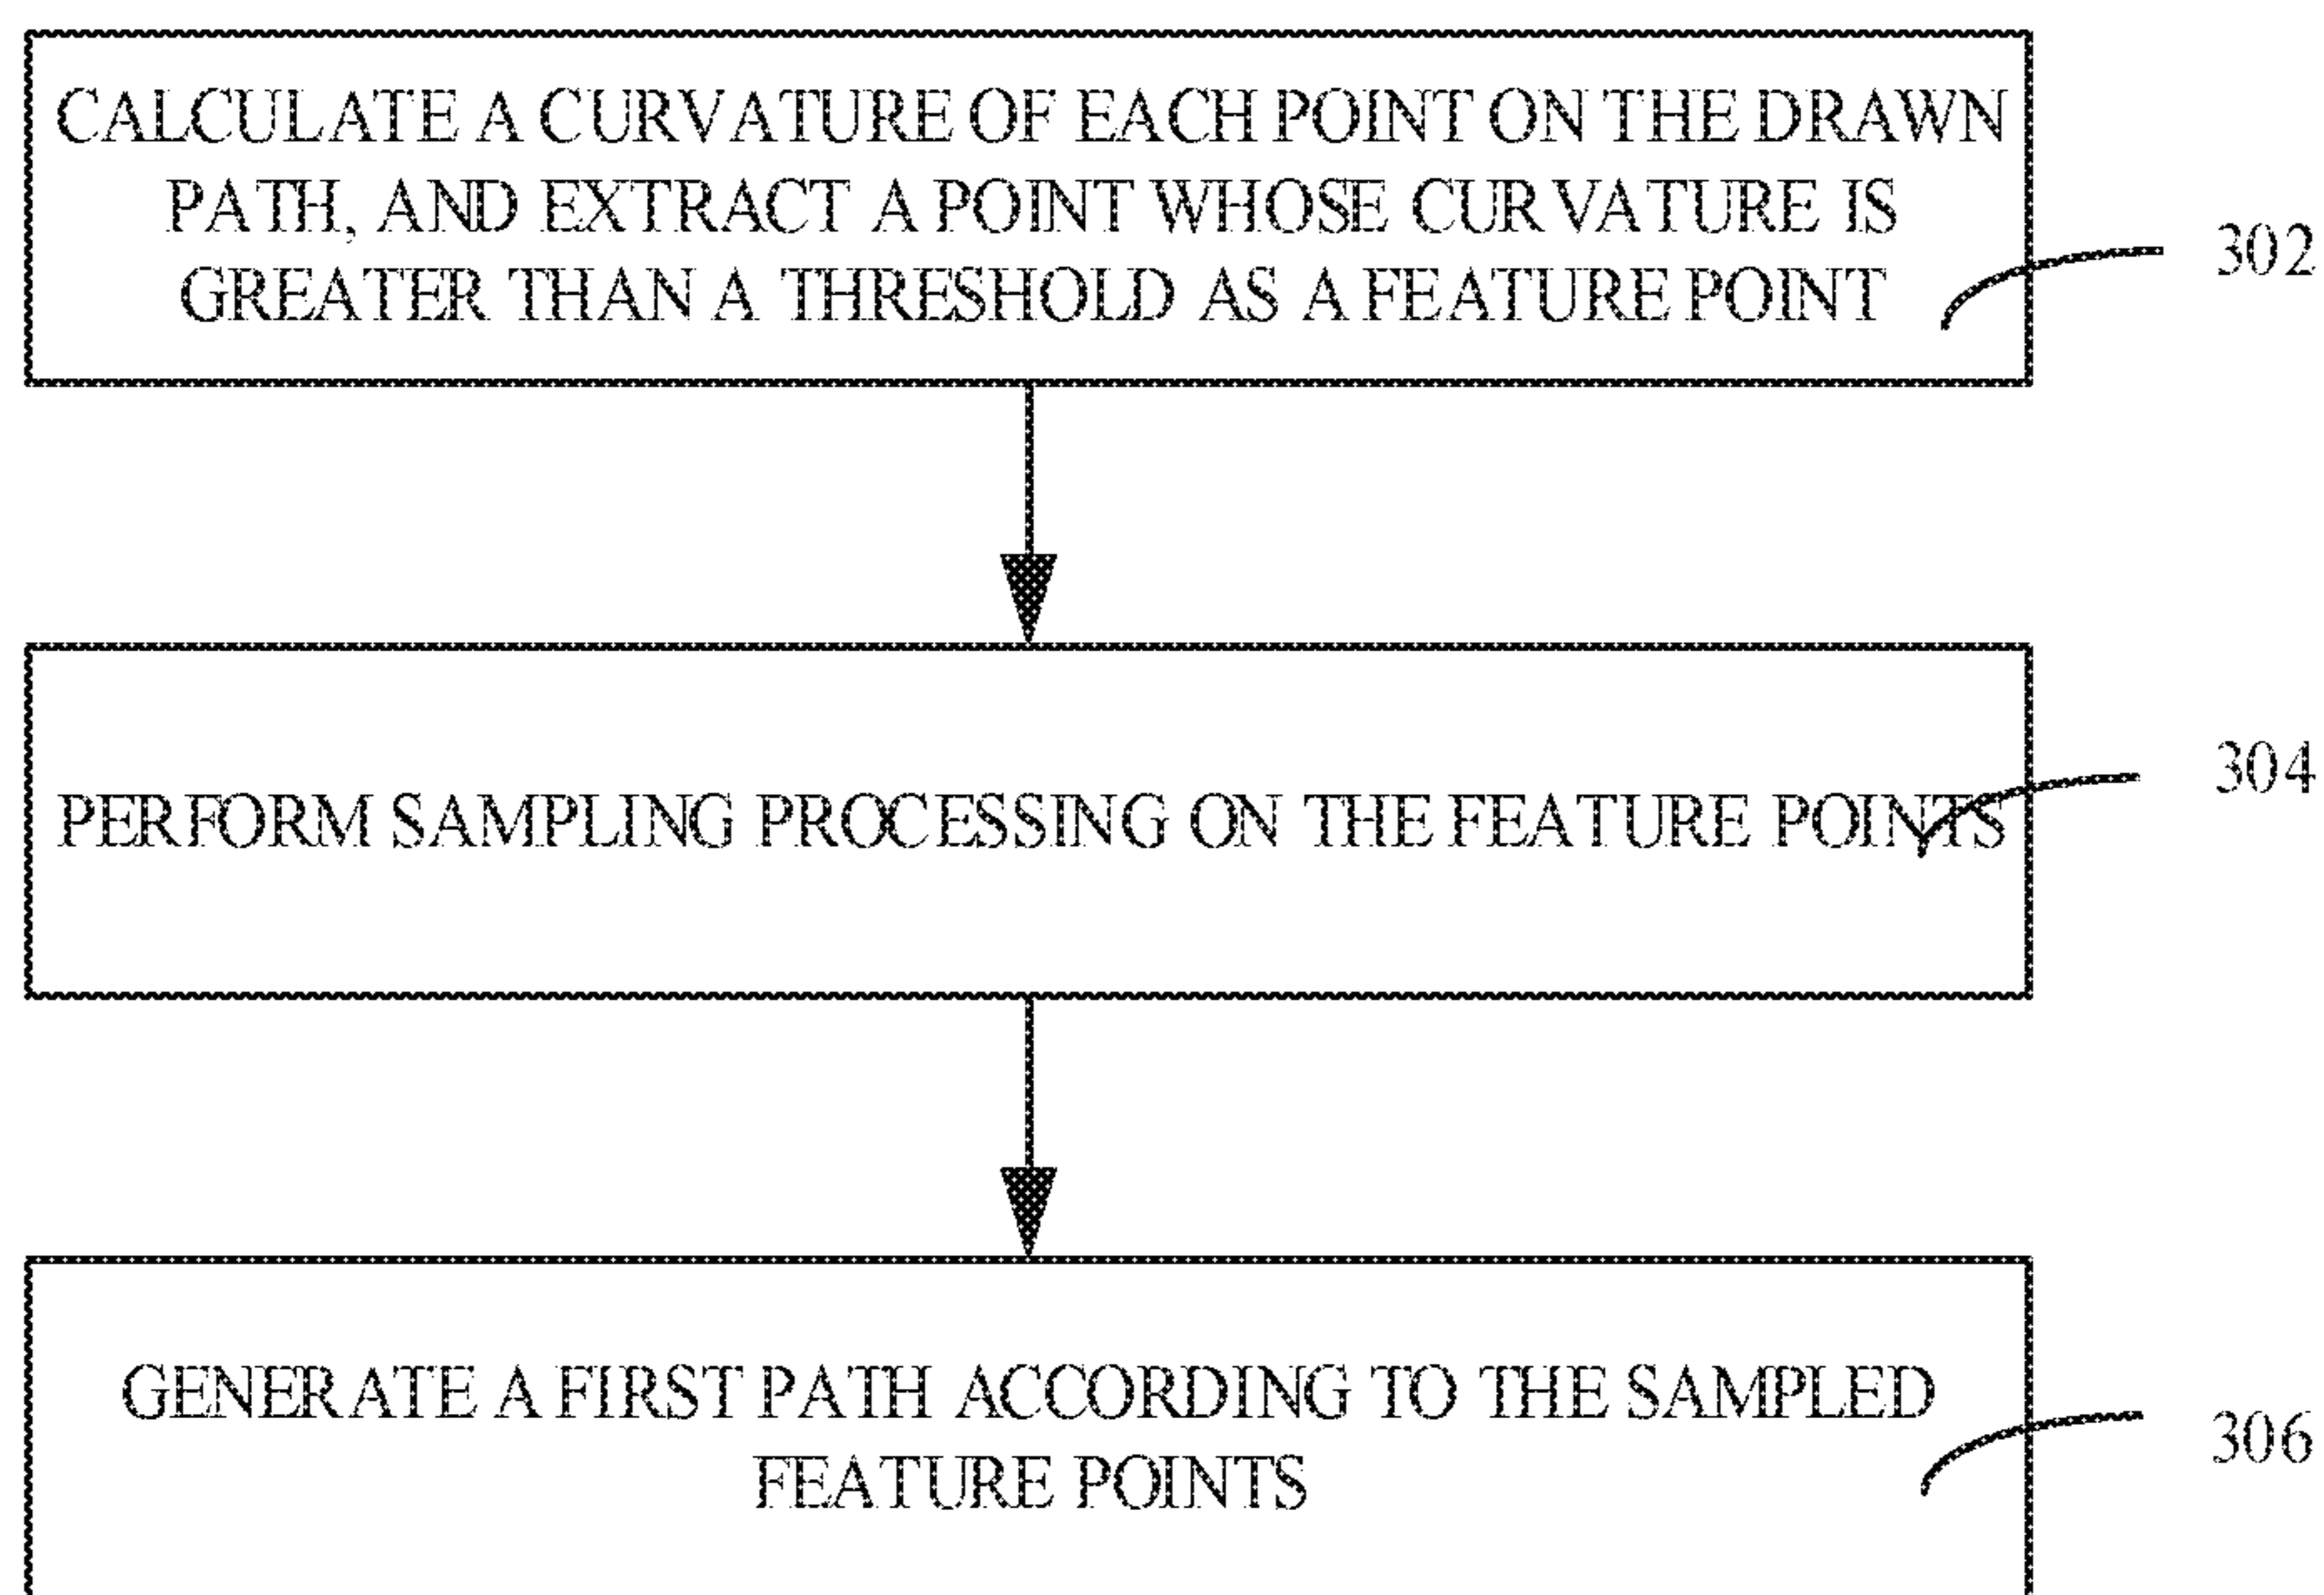 CALCULATE A CURVATURE OF EACH POINT ON THE DRAWN
PATH, AND EXTRACT A POINT WHOSE CURVATURE IS
GREATER THAN A THRESHOLD AS A FEATURE POINT
302
PERFORM SAMPLING PROCESSING ON THE FEATURE POINTS
304
GENERATE A FIRST PATH ACCORDING TO THE SAMPLED
FEATURE POINTS
306